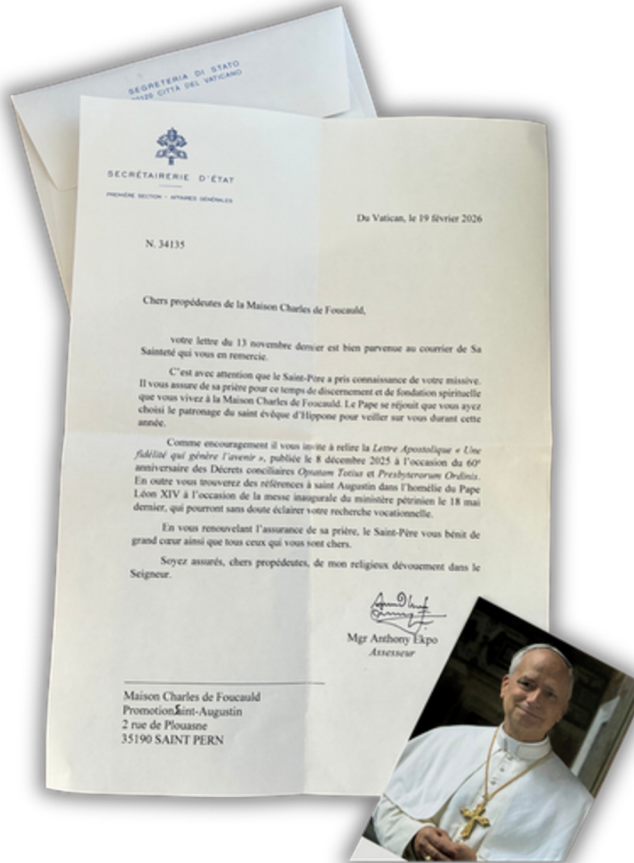 SEGRETERIA DI STATO
00120 CITTÀ DEL VATICANO
SECRÉTAIRERIE D'ÉTAT
PREMIÈRE SECTION - AFFAIRES GÉNÉRALES
Du Vatican, le 19 février 2026
N. 34135
Chers propédeutes de la Maison Charles de Foucauld,
votre lettre du 13 novembre dernier est bien parvenue au courrier de Sa
Sainteté qui vous en remercie.
C'est avec attention que le Saint-Père a pris connaissance de votre missive.
Il vous assure de sa prière pour ce temps de discernement et de fondation spirituelle
que vous vivez à la Maison Charles de Foucauld. Le Pape se réjouit que vous ayez
choisi le patronage du saint évêque d'Hippone pour veiller sur vous durant cette
année.
Comme encouragement il vous invite à relire la Lettre Apostolique « Une
fidélité qui génère l'avenir », publiée le 8 décembre 2025 à l'occasion du 60e
anniversaire des Décrets conciliaires Optatam Totius et Presbyterorum Ordinis.
En outre vous trouverez des références à saint Augustin dans l'homélie du Pape
Léon XIV à l'occasion de la messe inaugurale du ministère pétrinien le 18 mai
dernier, qui pourront sans doute éclairer votre recherche vocationnelle.
En vous renouvelant l'assurance de sa prière, le Saint-Père vous bénit de
grand cœur ainsi que tous ceux qui vous sont chers.
Soyez assurés, chers propédeutes, de mon religieux dévouement dans le
Seigneur.
Mgr Anthony Ekpo
Assesseur
Maison Charles de Foucauld
Promotion Saint-Augustin
2 rue de Plouasne
35190 SAINT PERN